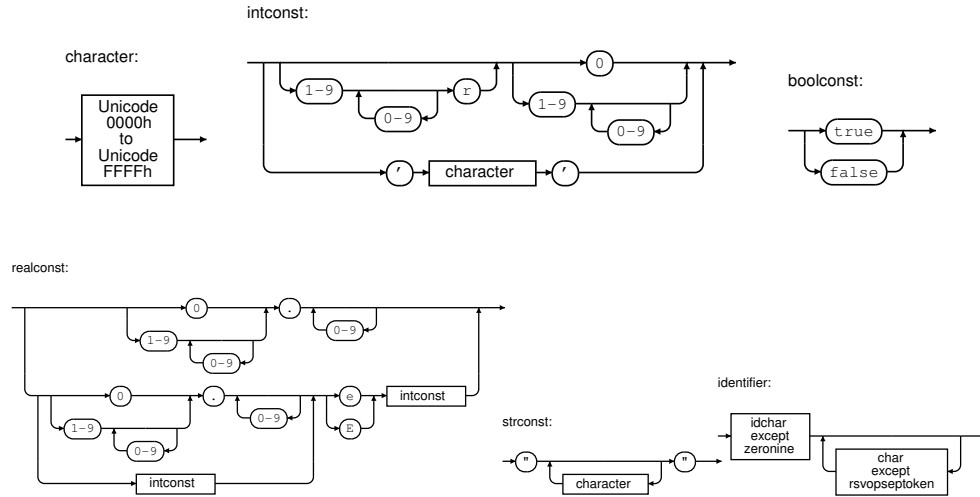 intconst:
character:
Unicode
0000h
to
Unicode
FFFFh
1-9
r
0-9
0
1-9
0-9
'
character
'
boolconst:
true
false
realconst:
0
.
0-9
1-9
0-9
0
.
0-9
1-9
0-9
e
E
intconst
intconst
strconst:
"
character
"
identifier:
idchar
except
zeronine
char
except
rsvopseptoken